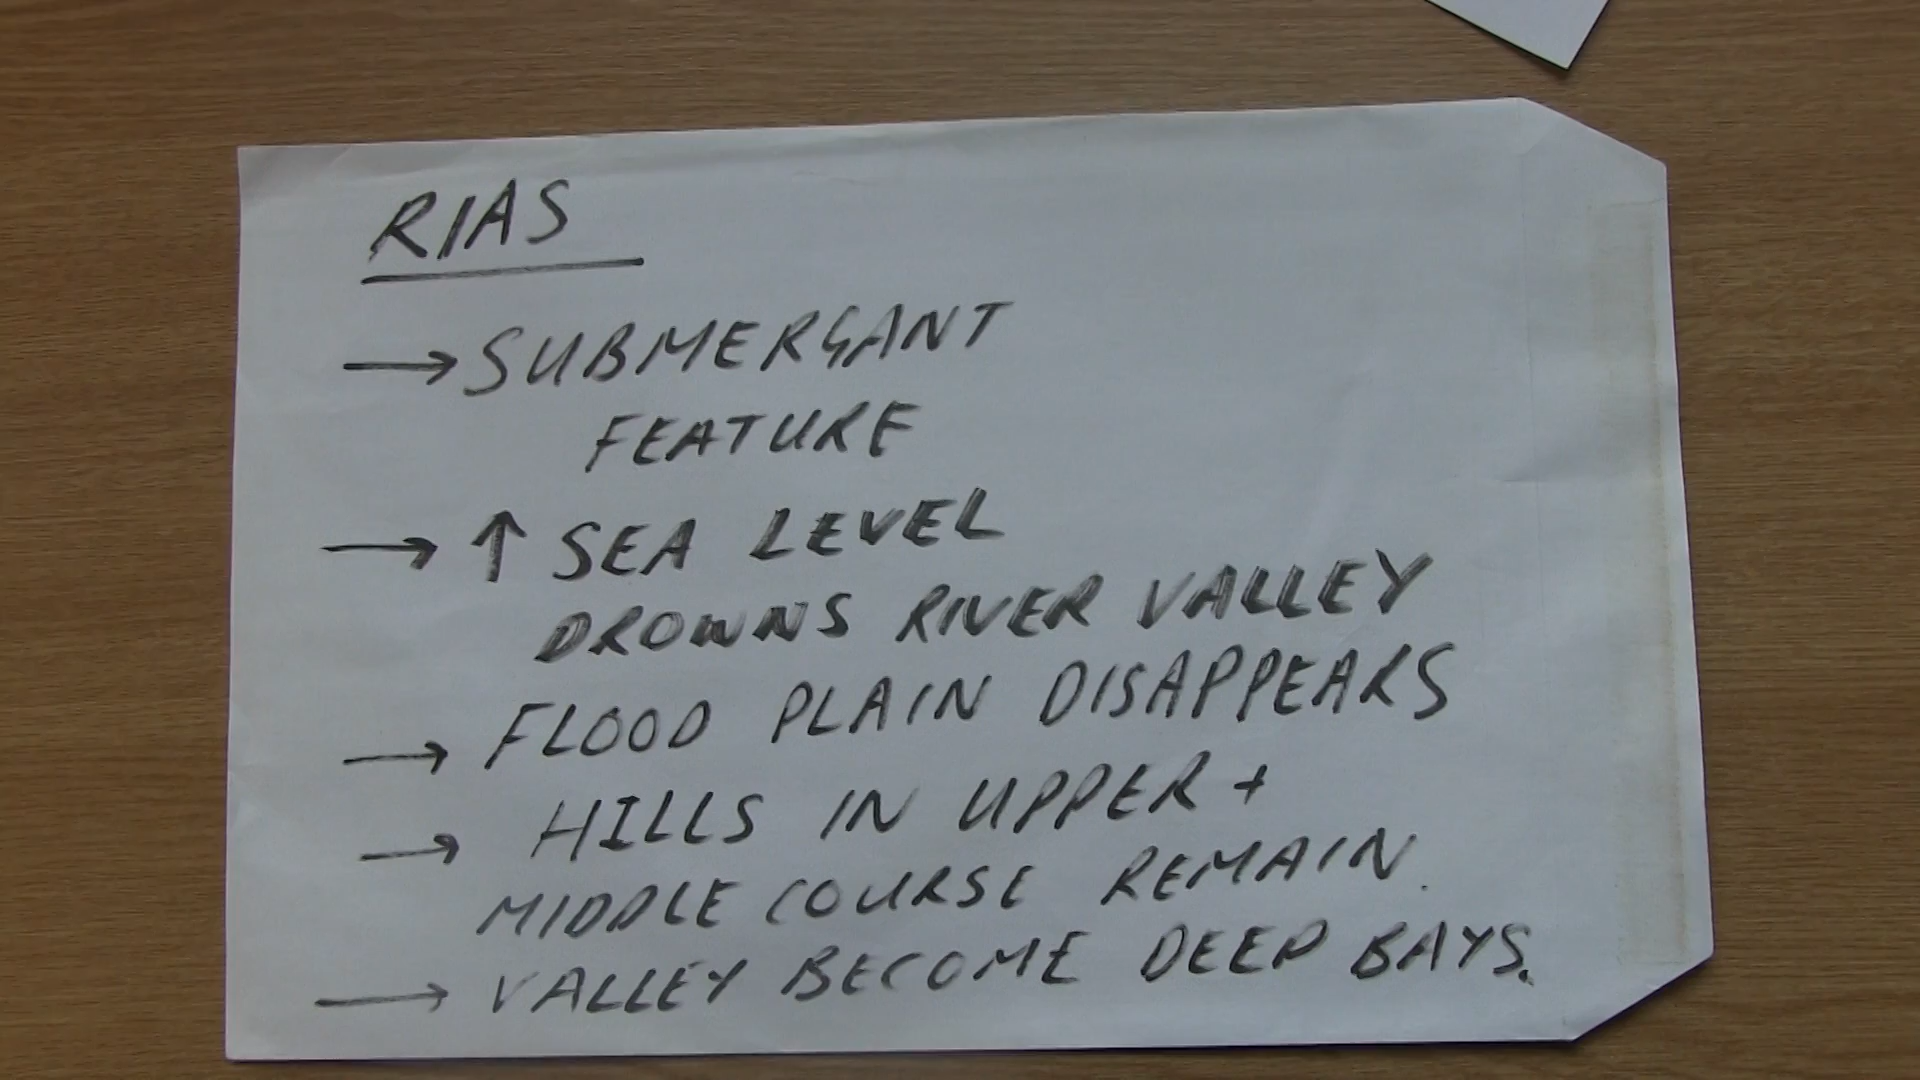 RIAS
→ SUBMERGANT
FEATURE
→ ↑ SEA LEVEL
DROWNS RIVER VALLEY
→ FLOOD PLAIN DISAPPEARS
→ HILLS IN UPPER +
MIDDLE COURSE REMAIN.
→ VALLEY BECOME DEEP BAYS.